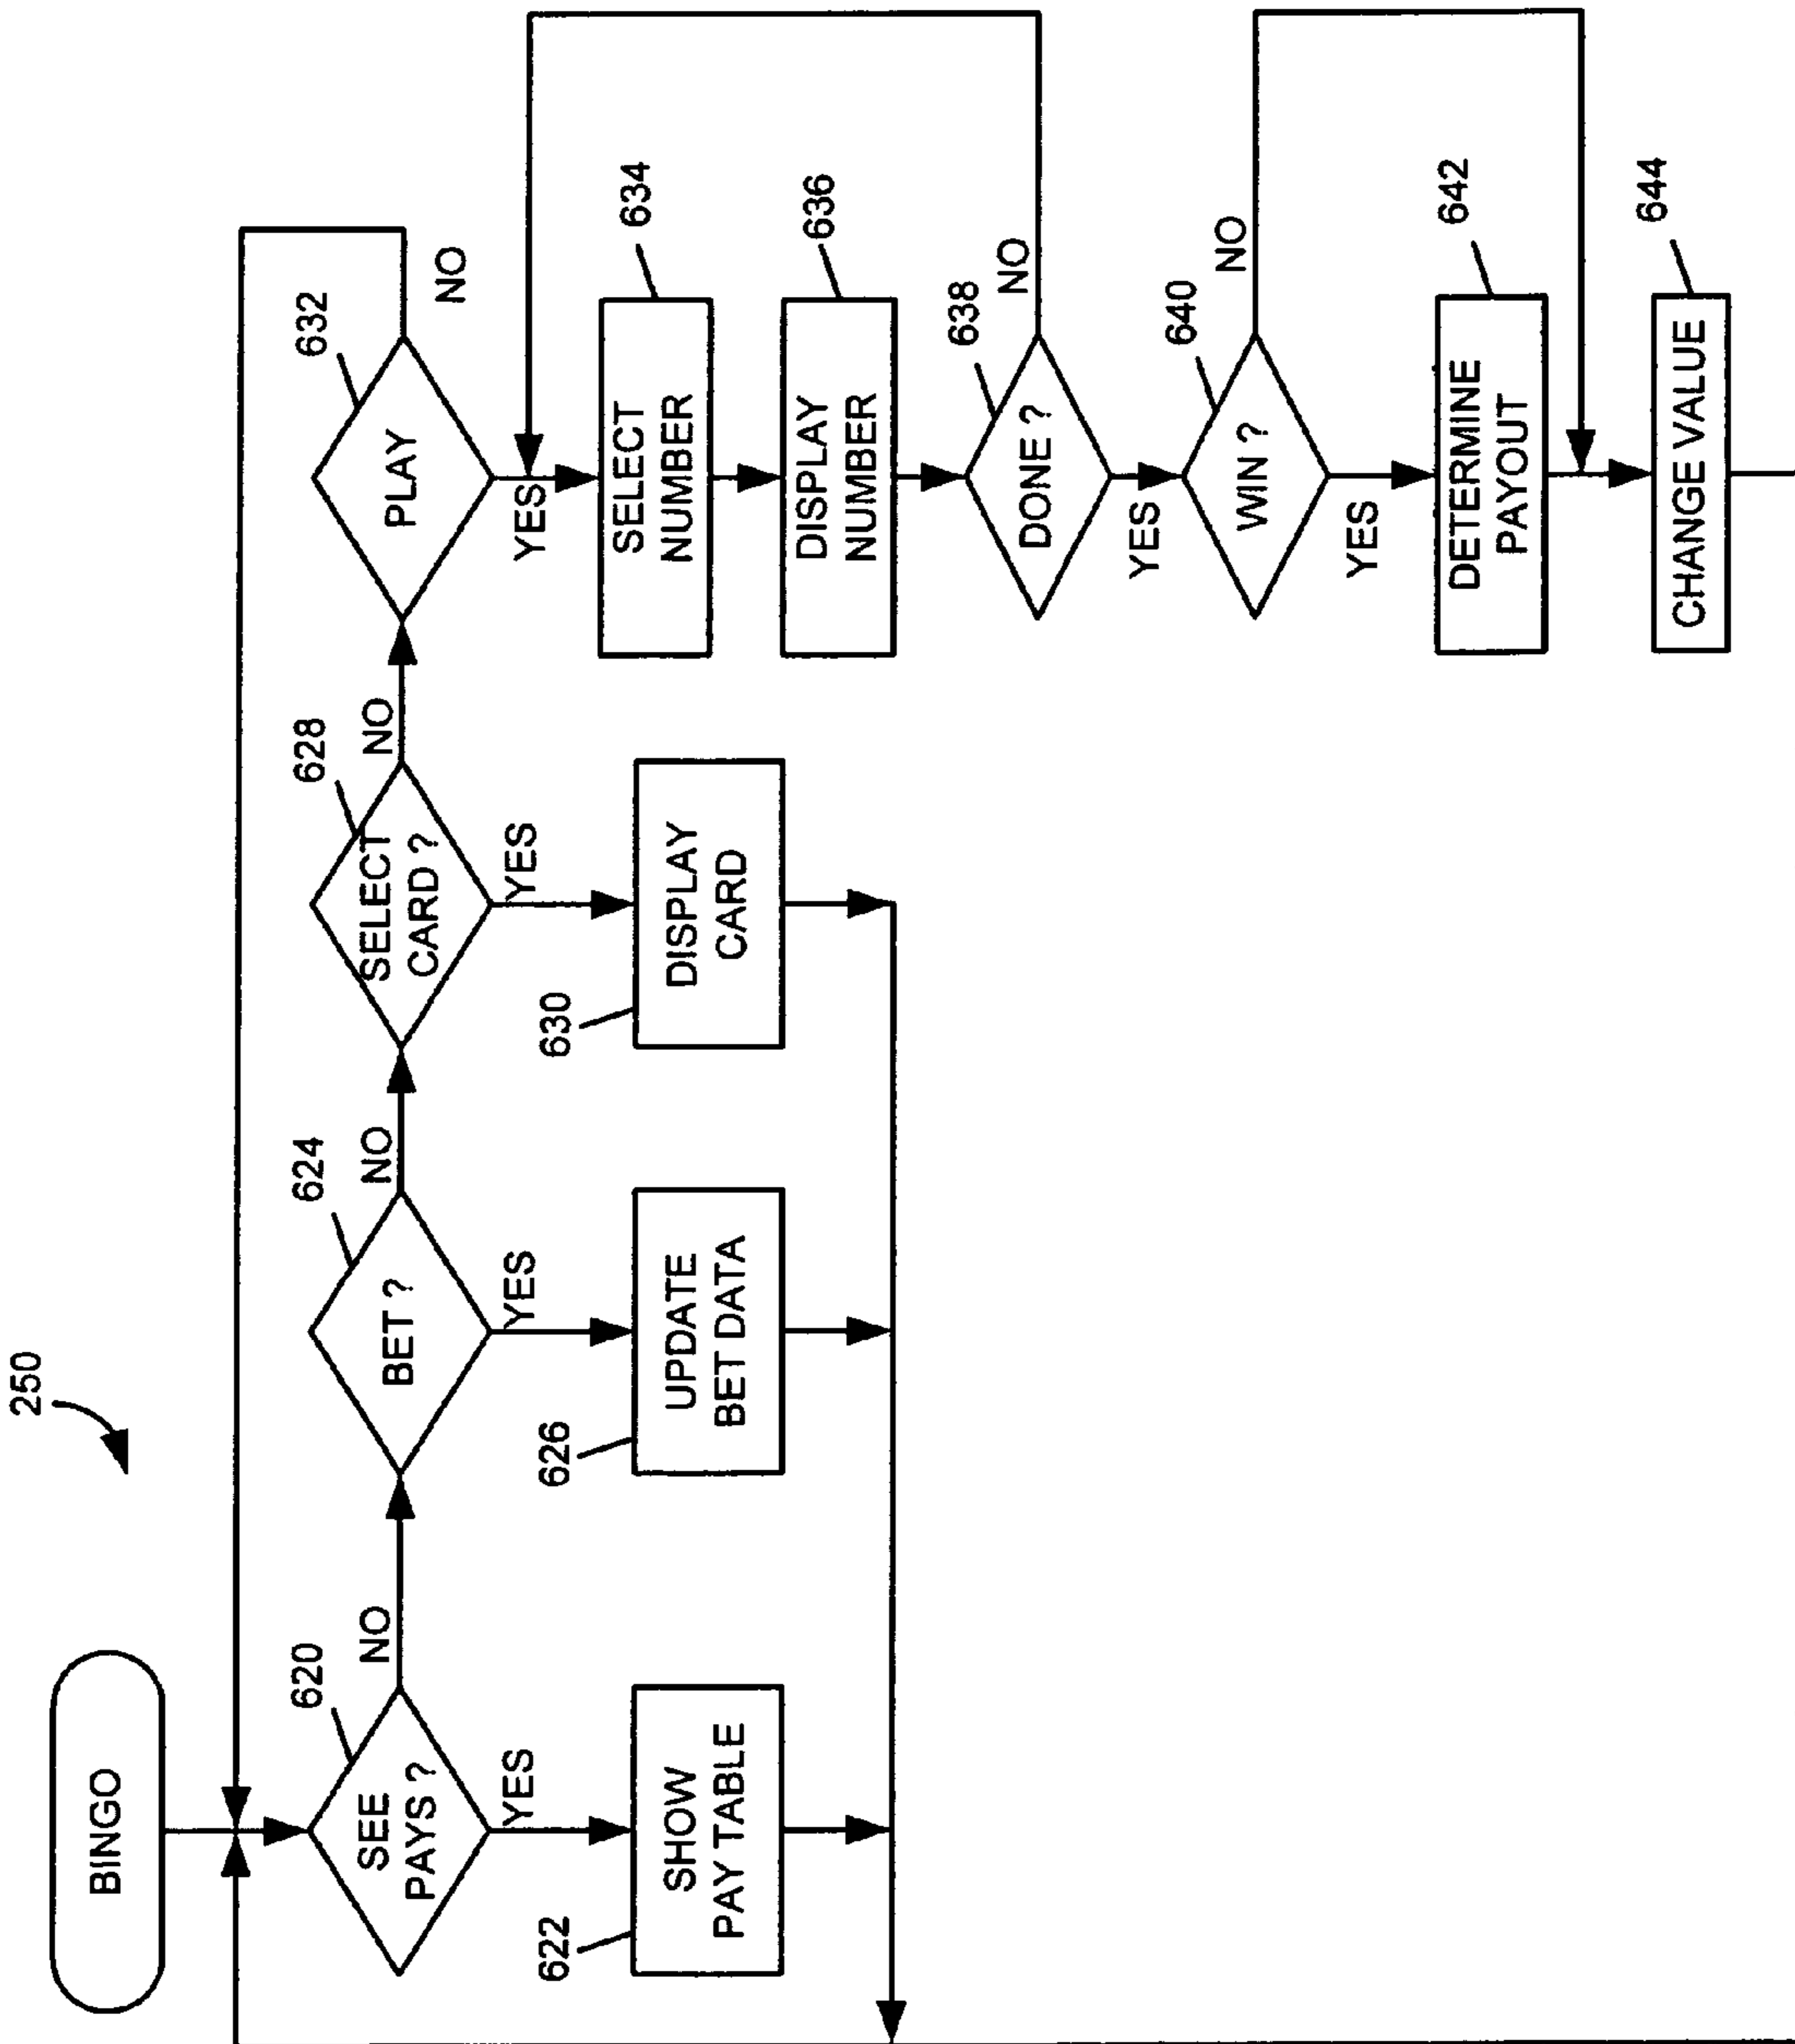 250
BINGO
620
SEE
PAYS ?
NO
YES
622
SHOW
PAY TABLE
624
BET ?
NO
YES
626
UPDATE
BET DATA
628
SELECT
CARD ?
NO
YES
630
DISPLAY
CARD
632
PLAY
NO
YES
634
SELECT
NUMBER
636
DISPLAY
NUMBER
638
DONE ?
NO
YES
640
WIN ?
NO
YES
642
DETERMINE
PAYOUT
644
CHANGE VALUE